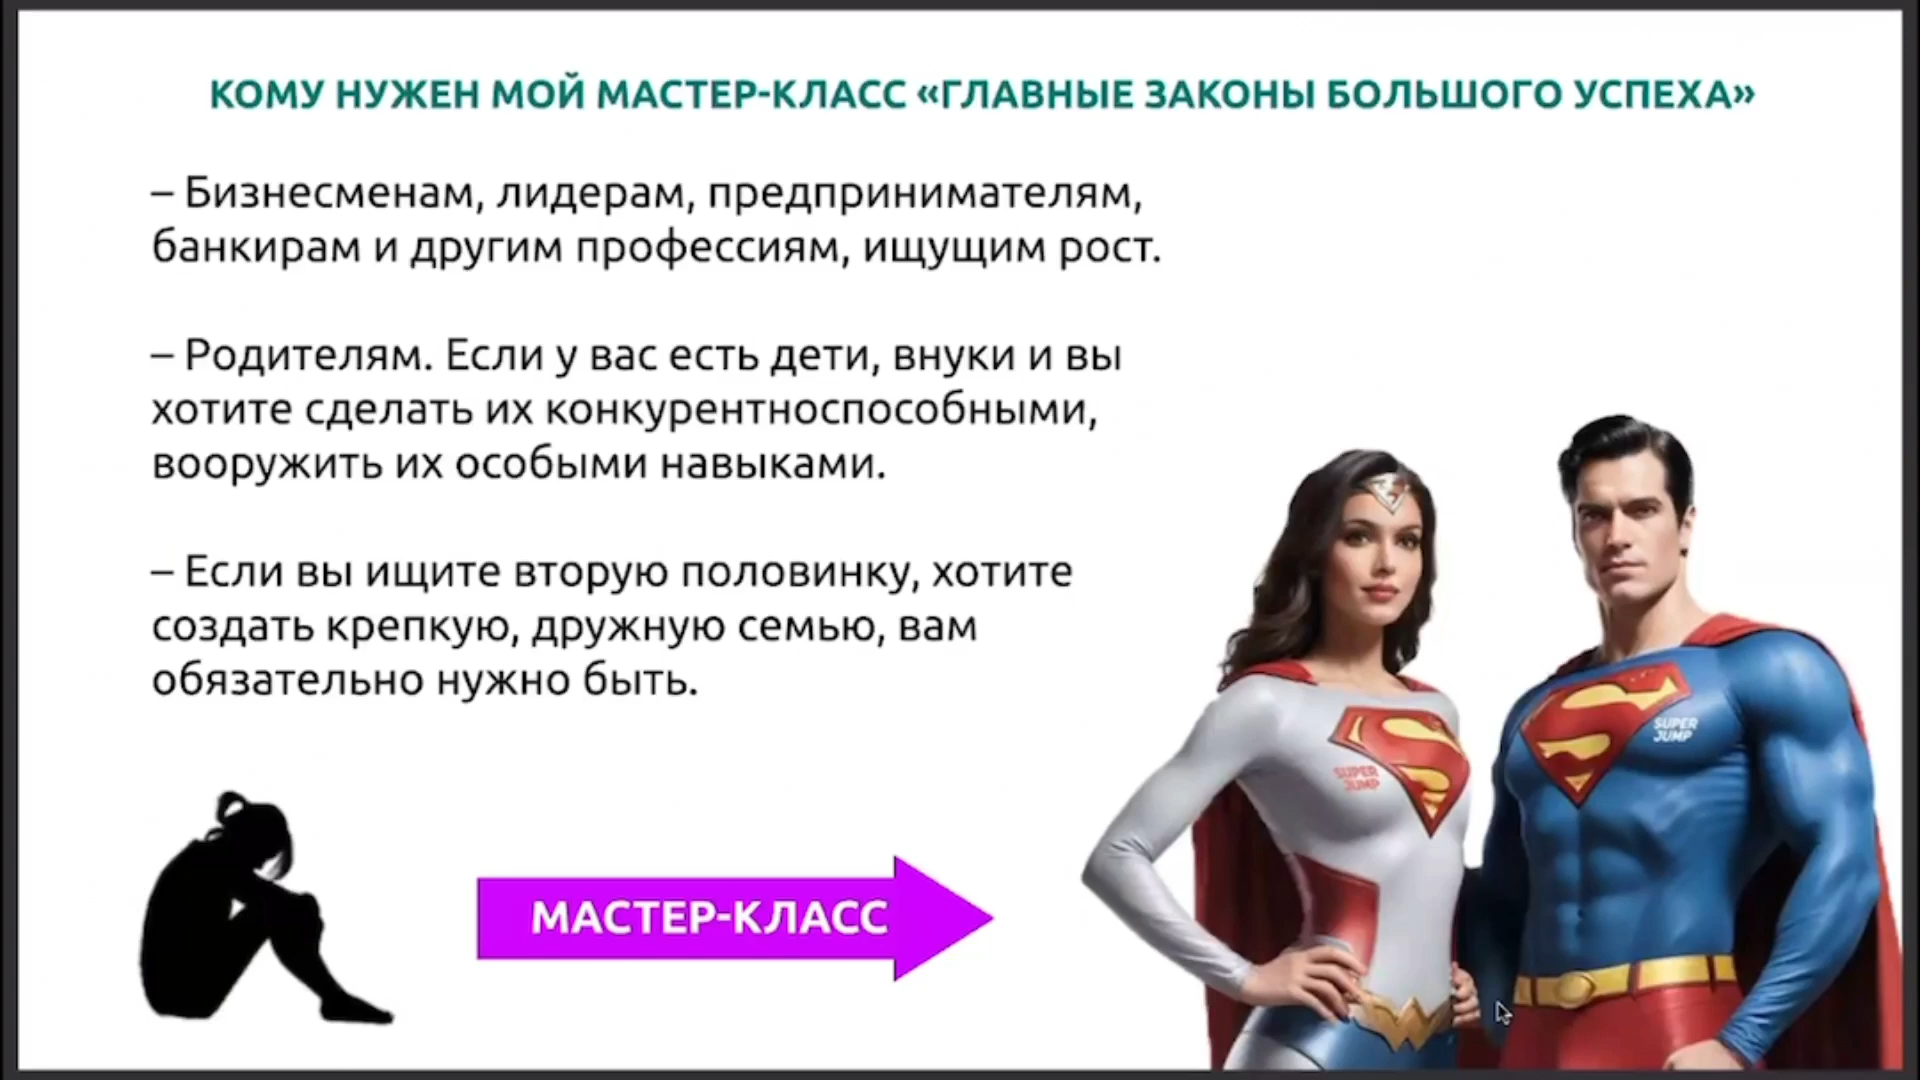 КОМУ НУЖЕН МОЙ МАСТЕР-КЛАСС «ГЛАВНЫЕ ЗАКОНЫ БОЛЬШОГО УСПЕХА»
– Бизнесменам, лидерам, предпринимателям,
банкирам и другим профессиям, ищущим рост.
– Родителям. Если у вас есть дети, внуки и вы
хотите сделать их конкурентноспособными,
вооружить их особыми навыками.
– Если вы ищите вторую половинку, хотите
создать крепкую, дружную семью, вам
обязательно нужно быть.
МАСТЕР-КЛАСС
SUPER
JUMP
SUPER
JUMP